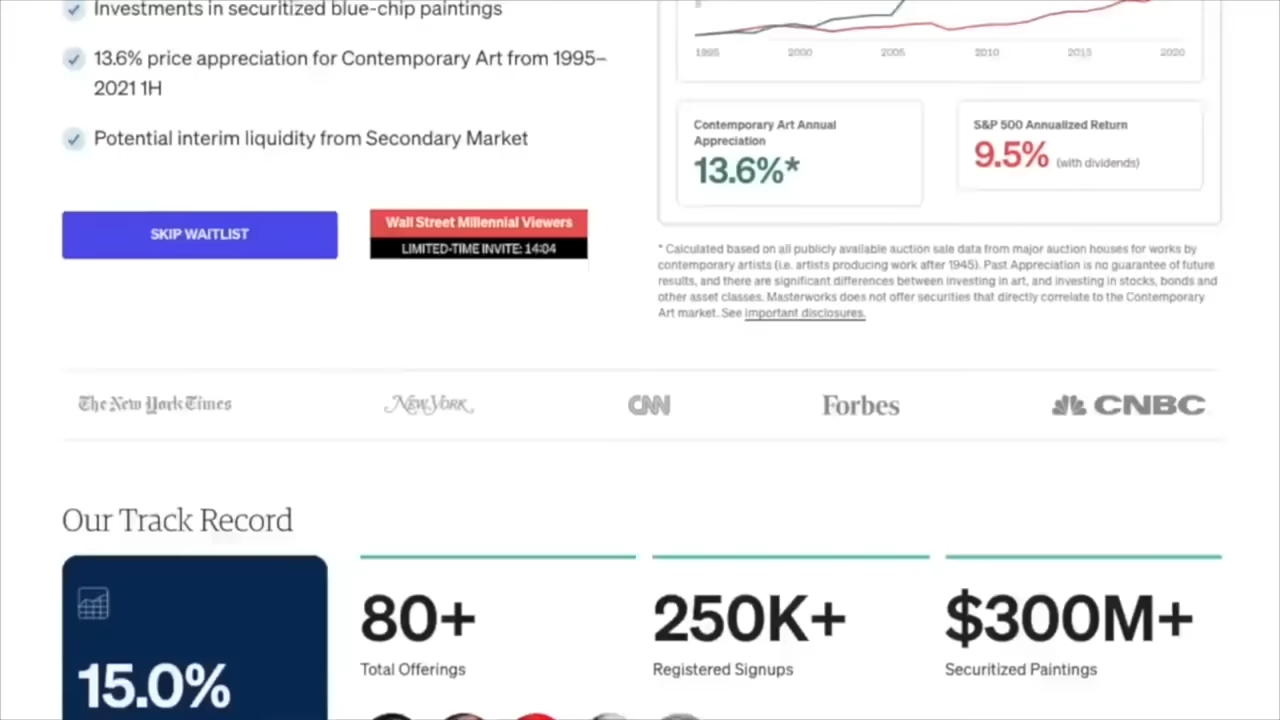 Investments in securitized blue-chip paintings
13.6% price appreciation for Contemporary Art from 1995–
2021 1H
Potential interim liquidity from Secondary Market
SKIP WAITLIST
Wall Street Millennial Viewers
LIMITED-TIME INVITE: 14:04
1995 2000 2005 2010 2015 2020
Contemporary Art Annual
Appreciation
13.6%*
S&P 500 Annualized Return
9.5% (with dividends)
* Calculated based on all publicly available auction sale data from major auction houses for works by
contemporary artists (i.e. artists producing work after 1945). Past Appreciation is no guarantee of future
results, and there are significant differences between investing in art, and investing in stocks, bonds and
other asset classes. Masterworks does not offer securities that directly correlate to the Contemporary
Art market. See important disclosures.
The New York Times
NEW YORK
CNN
Forbes
CNBC
Our Track Record
15.0%
80+
Total Offerings
250K+
Registered Signups
$300M+
Securitized Paintings